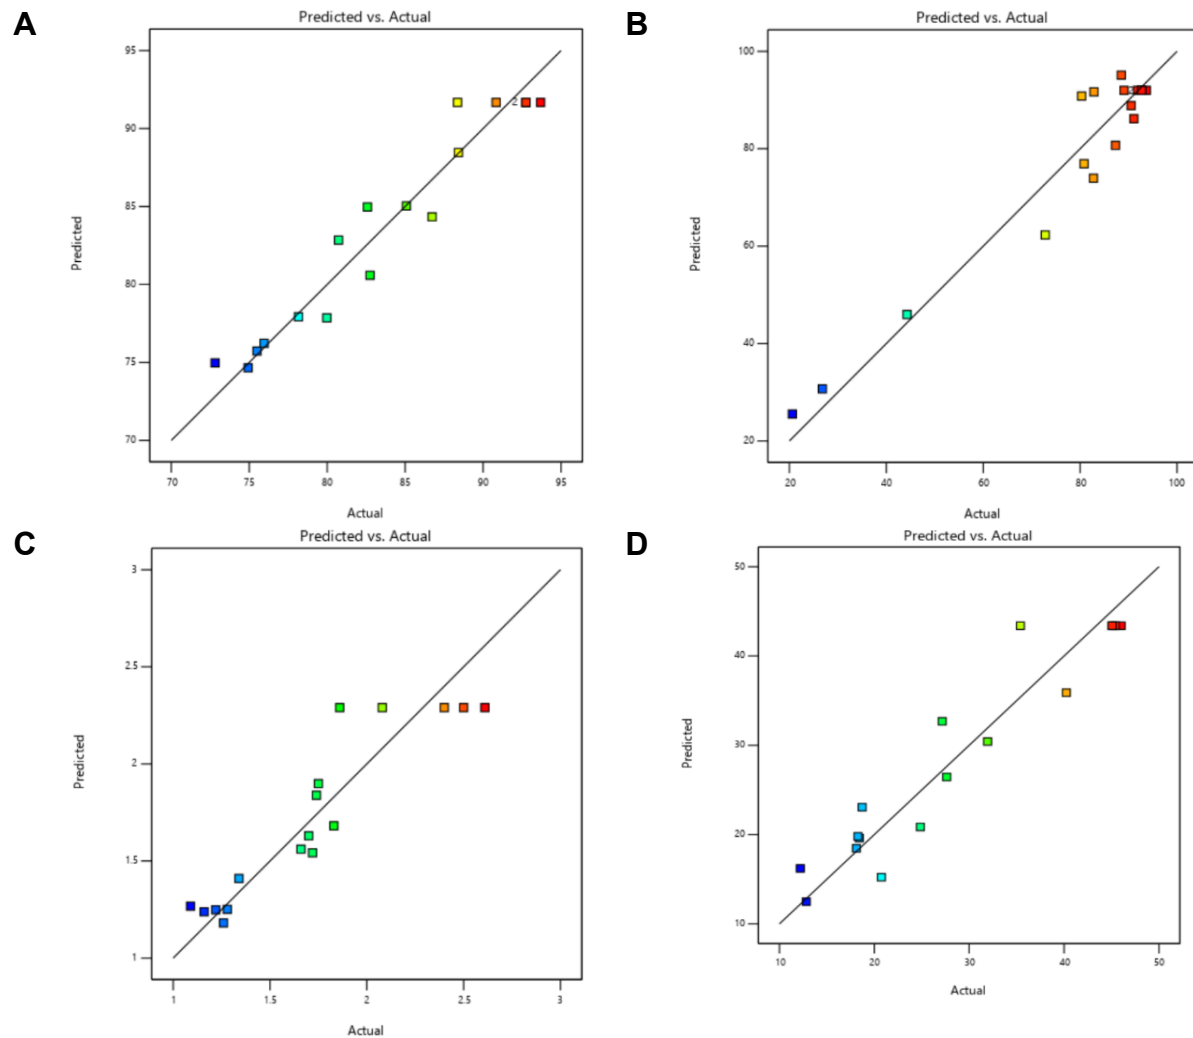 A
Predicted vs. Actual
95
90
85
80
75
70
2
Predicted
70 75 80 85 90 95
Actual
B
Predicted vs. Actual
100
80
60
40
20
Predicted
20 40 60 80 100
Actual
C
Predicted vs. Actual
3
2.5
2
1.5
1
Predicted
1 1.5 2 2.5 3
Actual
D
Predicted vs. Actual
50
40
30
20
10
Predicted
10 20 30 40 50
Actual